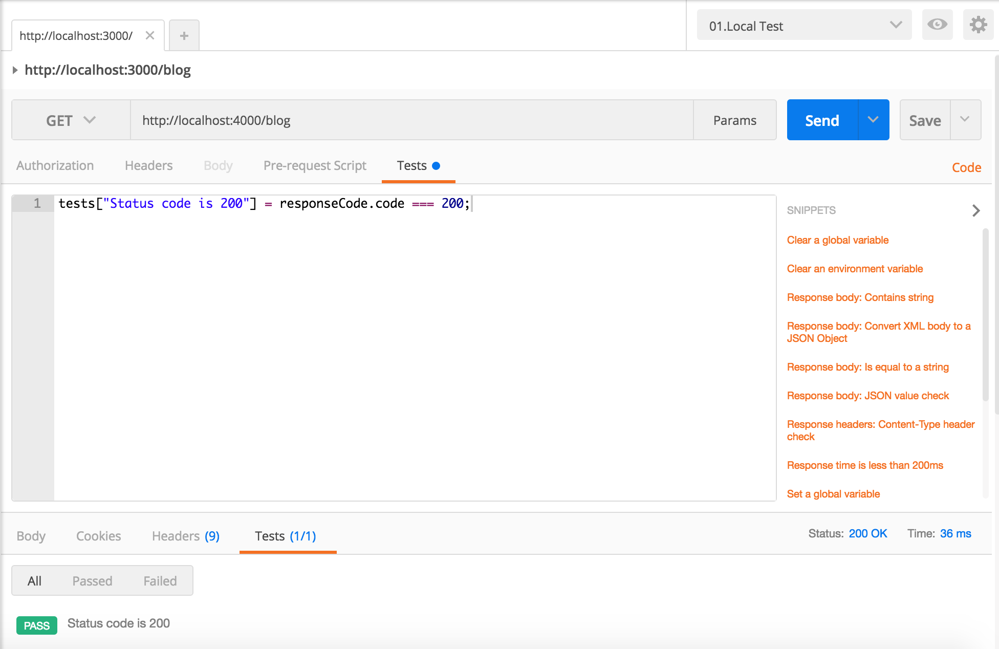 http://localhost:3000/
01.Local Test
http://localhost:3000/blog
GET http://localhost:4000/blog Params Send Save
Authorization Headers Body Pre-request Script Tests Code
1 tests["Status code is 200"] = responseCode.code === 200;
SNIPPETS
Clear a global variable
Clear an environment variable
Response body: Contains string
Response body: Convert XML body to a
JSON Object
Response body: Is equal to a string
Response body: JSON value check
Response headers: Content-Type header
check
Response time is less than 200ms
Set a global variable
Body Cookies Headers (9) Tests (1/1) Status: 200 OK Time: 36 ms
All Passed Failed
PASS Status code is 200